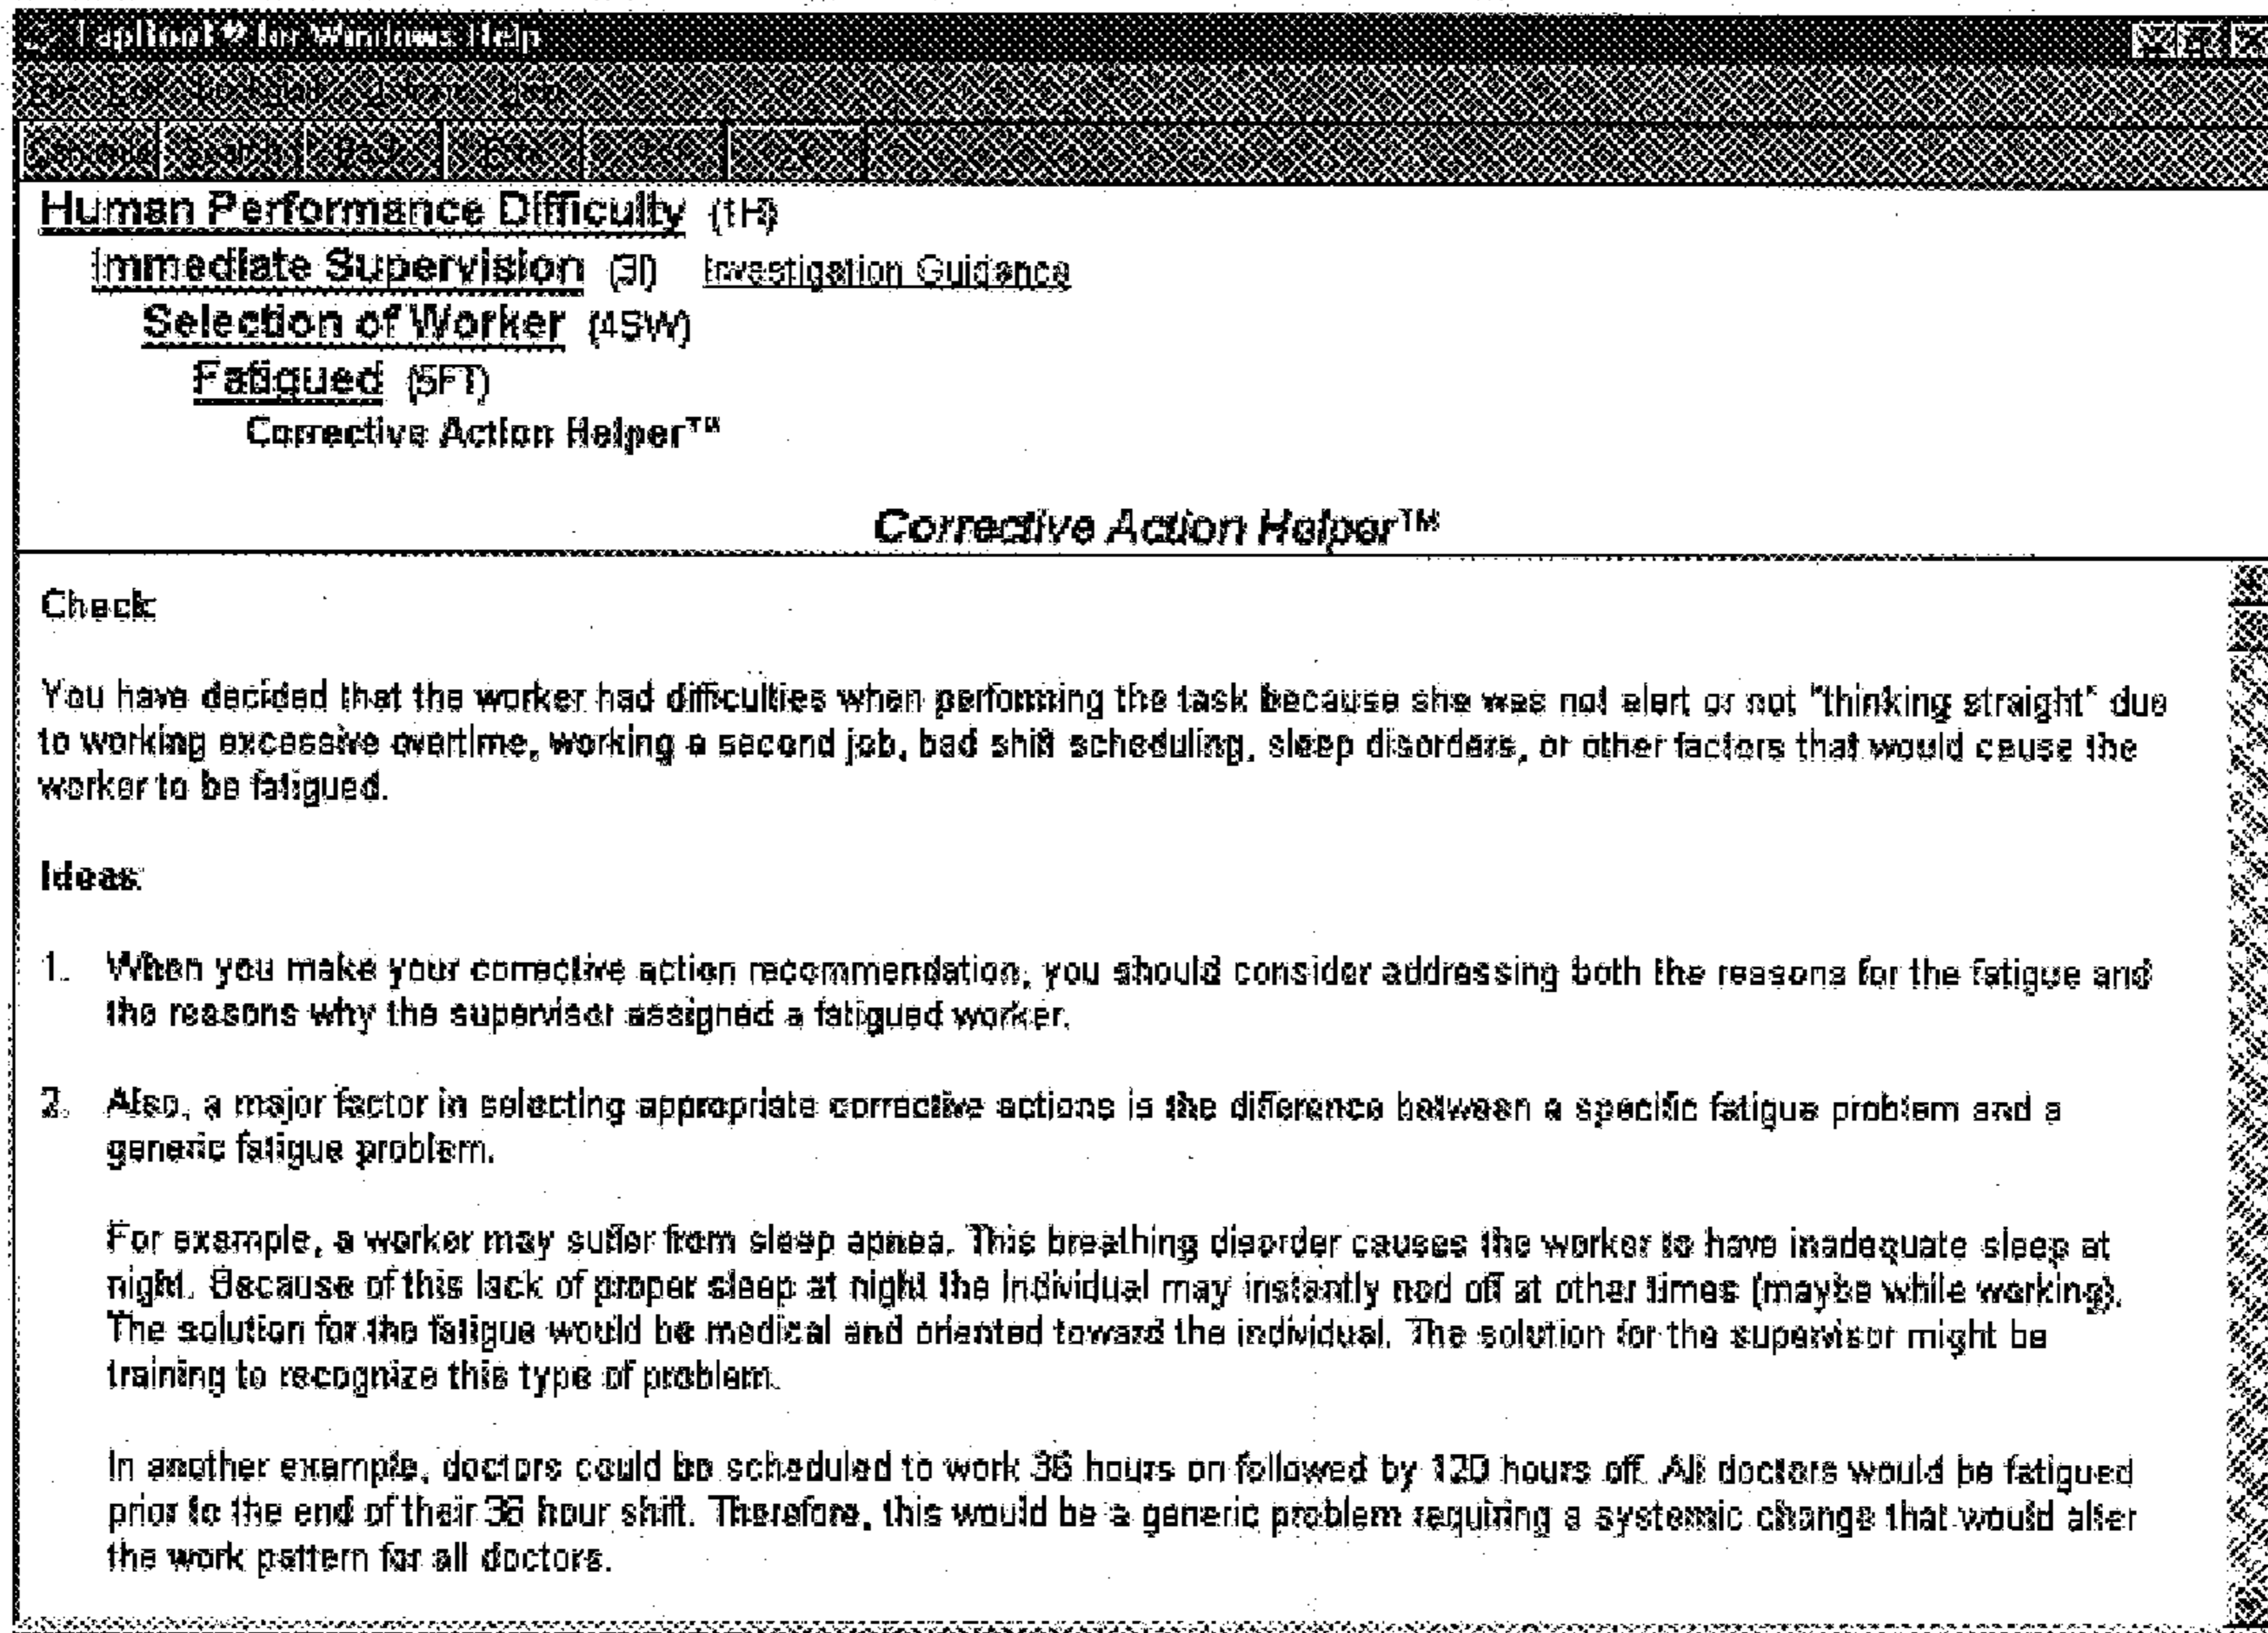 TapRooT® for Windows Help
Human Performance Difficulty (1H)
Immediate Supervision (3I) Investigation Guidance
Selection of Worker (4SW)
Fatigued (5FT)
Corrective Action Helper™
Corrective Action Helper™
Check:
You have decided that the worker had difficulties when performing the task because she was not alert or not "thinking straight" due
to working excessive overtime, working a second job, bad shift scheduling, sleep disorders, or other factors that would cause the
worker to be fatigued.
Ideas:
1. When you make your corrective action recommendation, you should consider addressing both the reasons for the fatigue and
the reasons why the supervisor assigned a fatigued worker.
2. Also, a major factor in selecting appropriate corrective actions is the difference between a specific fatigue problem and a
generic fatigue problem.
For example, a worker may suffer from sleep apnea. This breathing disorder causes the worker to have inadequate sleep at
night. Because of this lack of proper sleep at night the individual may instantly nod off at other times (maybe while working).
The solution for the fatigue would be medical and oriented toward the individual. The solution for the supervisor might be
training to recognize this type of problem.
In another example, doctors could be scheduled to work 36 hours on followed by 120 hours off. All doctors would be fatigued
prior to the end of their 36 hour shift. Therefore, this would be a generic problem requiring a systemic change that would alter
the work pattern for all doctors.